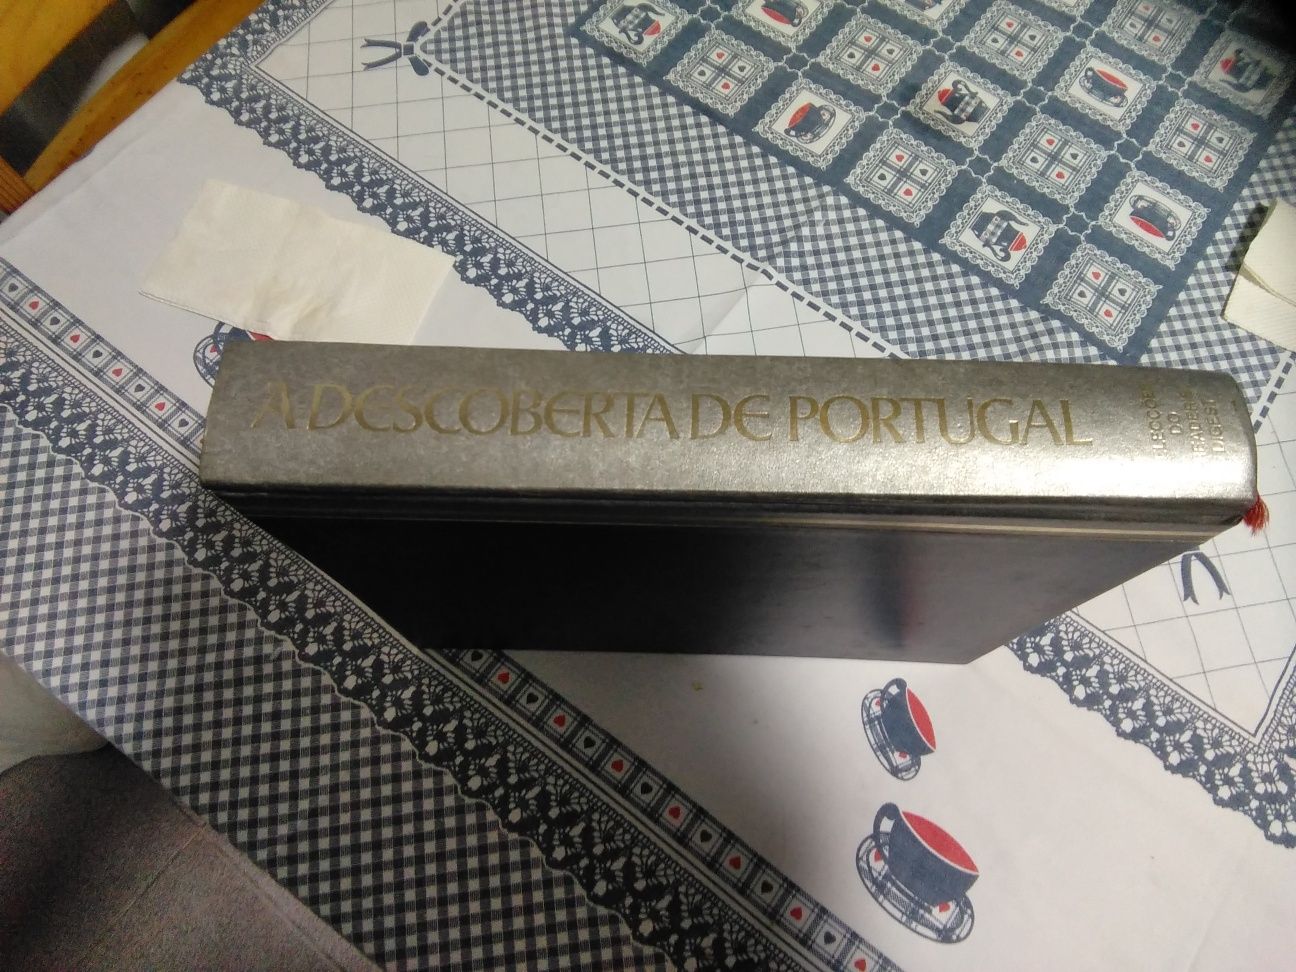 A DESCOBERTA DE PORTUGAL
SELECÇÕES
DO
READER'S
DIGEST